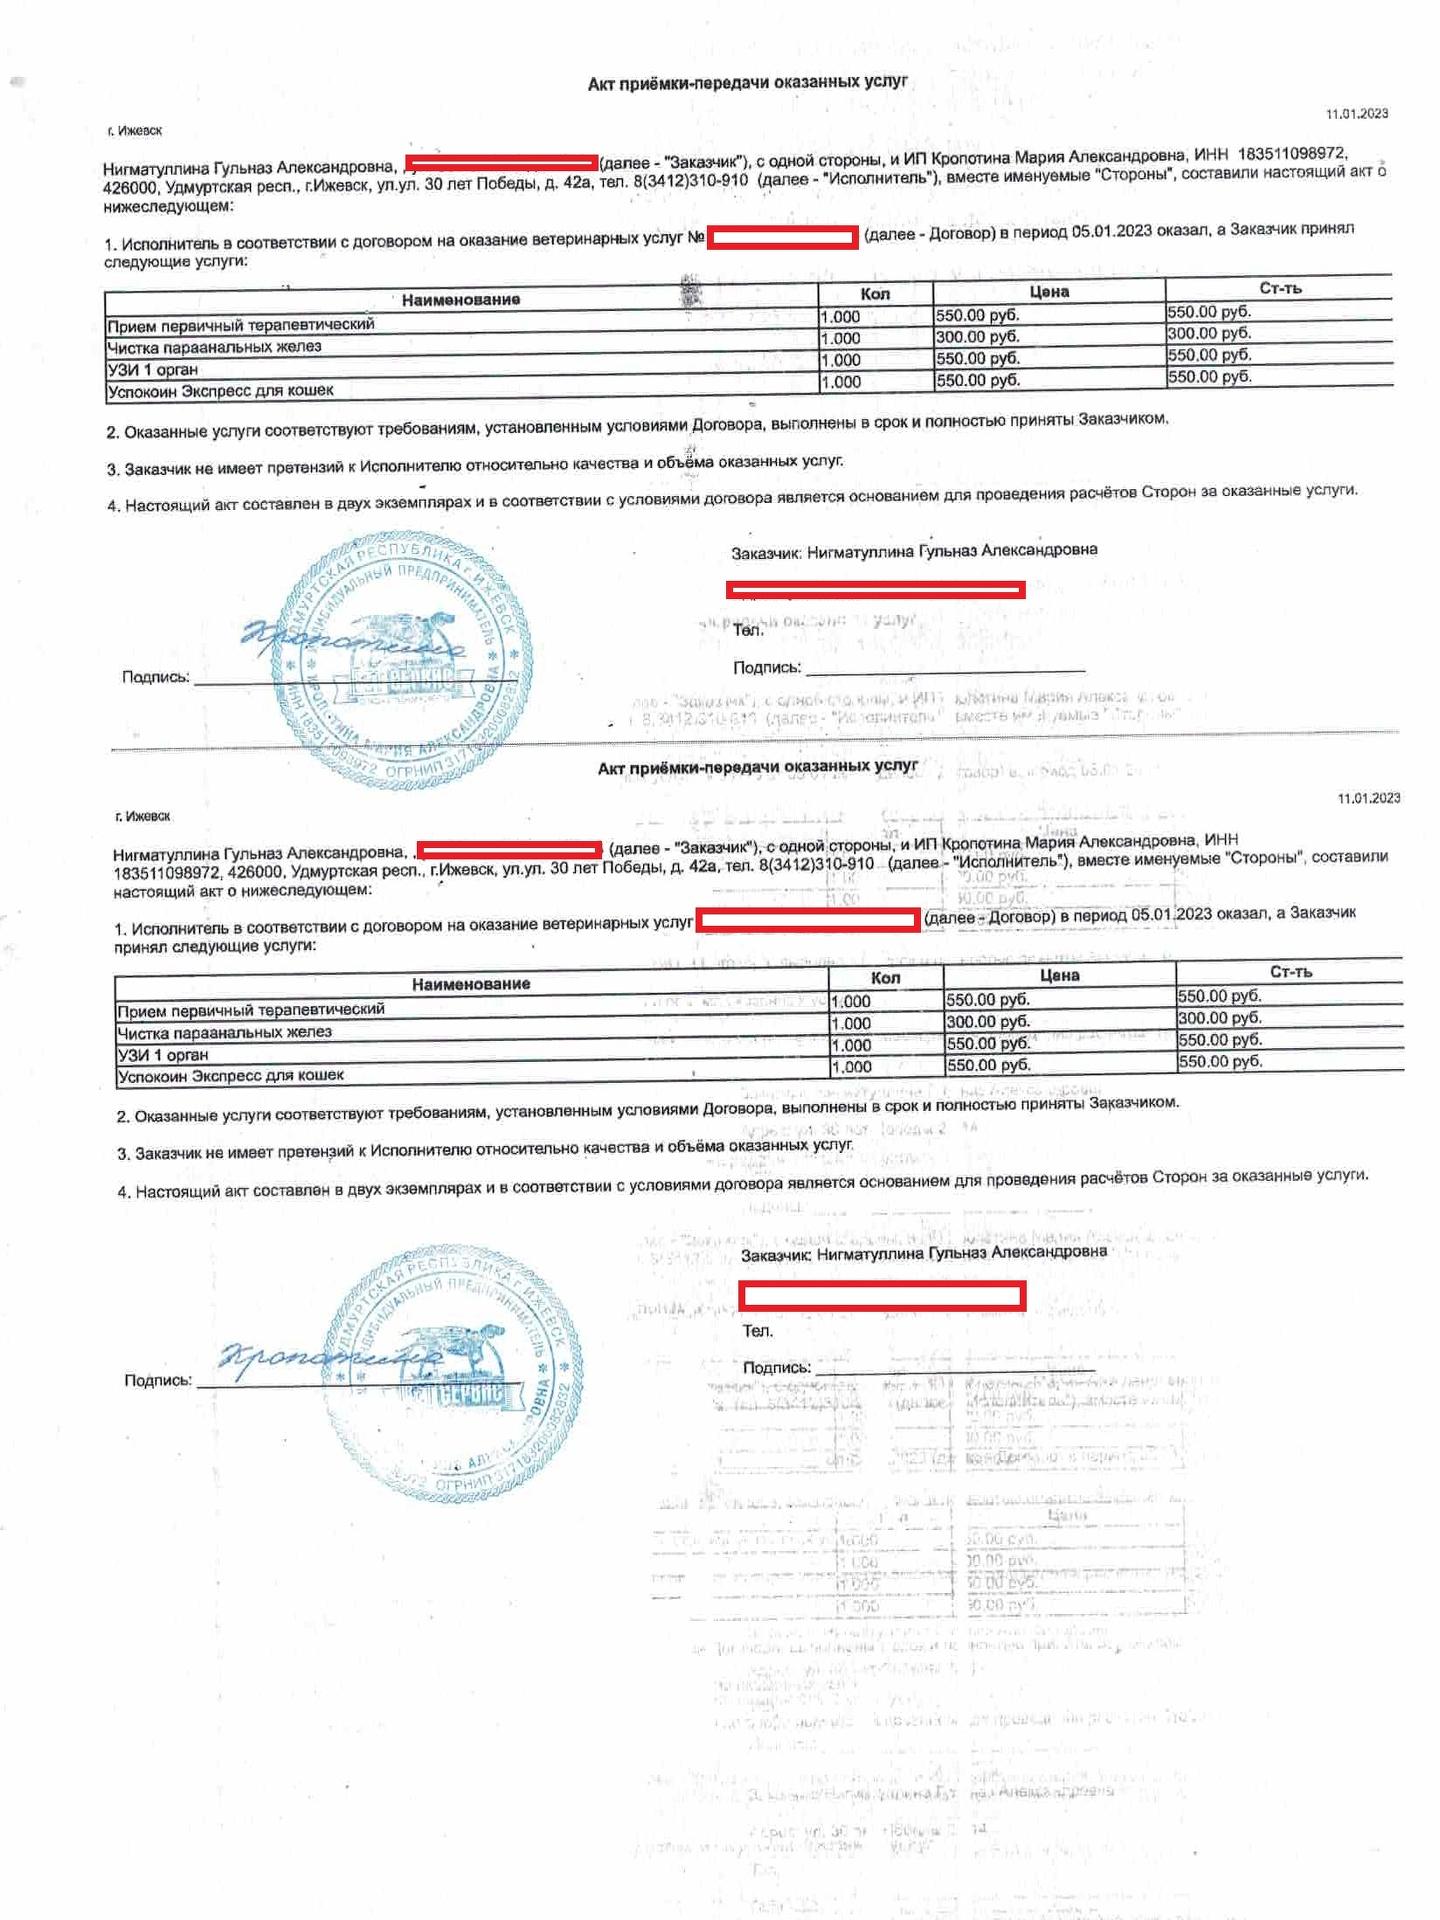 Акт приёмки-передачи оказанных услуг
11.01.2023
г. Ижевск
Нигматуллина Гульназ Александровна, (далее - "Заказчик"), с одной стороны, и ИП Кропотина Мария Александровна, ИНН 183511098972,
426000, Удмуртская респ., г.Ижевск, ул.ул. 30 лет Победы, д. 42а, тел. 8(3412)310-910 (далее - "Исполнитель"), вместе именуемые "Стороны", составили настоящий акт о
нижеследующем:
1. Исполнитель в соответствии с договором на оказание ветеринарных услуг № (далее - Договор) в период 05.01.2023 оказал, а Заказчик принял
следующие услуги:
Наименование Кол Цена Ст-ть
Прием первичный терапевтический 1.000 550.00 руб. 550.00 руб.
Чистка параанальных желез 1.000 300.00 руб. 300.00 руб.
УЗИ 1 орган 1.000 550.00 руб. 550.00 руб.
Успокоин Экспресс для кошек 1.000 550.00 руб. 550.00 руб.
2. Оказанные услуги соответствуют требованиям, установленным условиями Договора, выполнены в срок и полностью приняты Заказчиком.
3. Заказчик не имеет претензий к Исполнителю относительно качества и объёма оказанных услуг.
4. Настоящий акт составлен в двух экземплярах и в соответствии с условиями договора является основанием для проведения расчётов Сторон за оказанные услуги.
Заказчик: Нигматуллина Гульназ Александровна
УДМУРТСКАЯ РЕСПУБЛИКА г. ИЖЕВСК
ИНДИВИДУАЛЬНЫЙ ПРЕДПРИНИМАТЕЛЬ
Кропотина
Тел.
Подпись:
Подпись:
КРОПОТИНА МАРИЯ АЛЕКСАНДРОВНА
Акт приёмки-передачи оказанных услуг
11.01.2023
г. Ижевск
Нигматуллина Гульназ Александровна, (далее - "Заказчик"), с одной стороны, и ИП Кропотина Мария Александровна, ИНН
183511098972, 426000, Удмуртская респ., г.Ижевск, ул.ул. 30 лет Победы, д. 42а, тел. 8(3412)310-910 (далее - "Исполнитель"), вместе именуемые "Стороны", составили
настоящий акт о нижеследующем:
1. Исполнитель в соответствии с договором на оказание ветеринарных услуг (далее - Договор) в период 05.01.2023 оказал, а Заказчик
принял следующие услуги:
Наименование Кол Цена Ст-ть
Прием первичный терапевтический 1.000 550.00 руб. 550.00 руб.
Чистка параанальных желез 1.000 300.00 руб. 300.00 руб.
УЗИ 1 орган 1.000 550.00 руб. 550.00 руб.
Успокоин Экспресс для кошек 1.000 550.00 руб. 550.00 руб.
2. Оказанные услуги соответствуют требованиям, установленным условиями Договора, выполнены в срок и полностью приняты Заказчиком.
3. Заказчик не имеет претензий к Исполнителю относительно качества и объёма оказанных услуг.
4. Настоящий акт составлен в двух экземплярах и в соответствии с условиями договора является основанием для проведения расчётов Сторон за оказанные услуги.
Заказчик: Нигматуллина Гульназ Александровна
УДМУРТСКАЯ РЕСПУБЛИКА г. ИЖЕВСК
ИНДИВИДУАЛЬНЫЙ ПРЕДПРИНИМАТЕЛЬ
Тел.
Кропотина
Подпись:
Подпись:
СЕРВИС